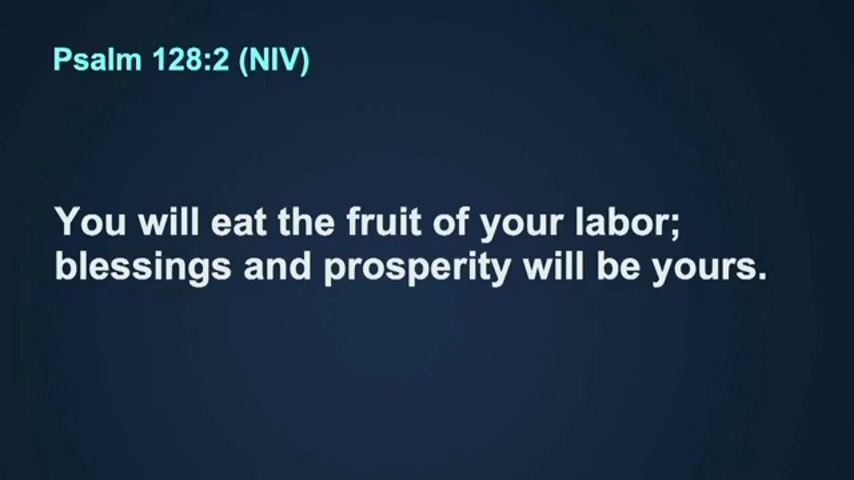 Psalm 128:2 (NIV)
You will eat the fruit of your labor;
blessings and prosperity will be yours.